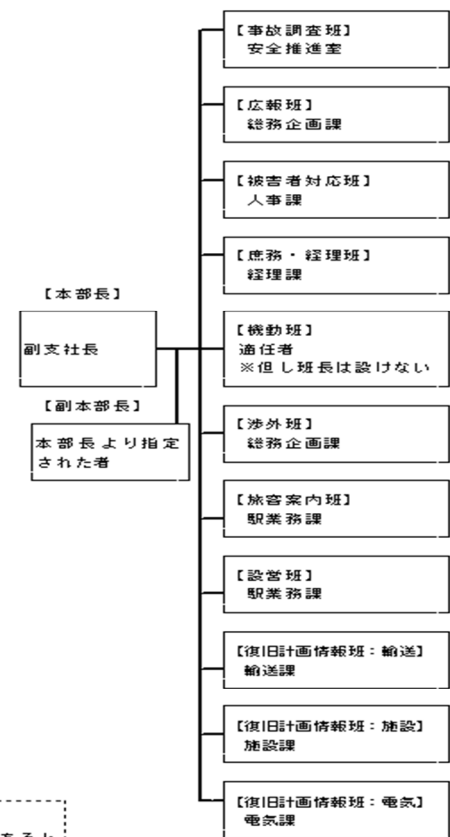 【事故調査班】
安全推進室
【広報班】
総務企画課
【被害者対応班】
人事課
【庶務・経理班】
経理課
【本部長】
副支社長
【機動班】
適任者
※但し班長は設けない
【副本部長】
本部長より指定
された者
【渉外班】
総務企画課
【旅客案内班】
駅業務課
【設営班】
駅業務課
【復旧計画情報班：輸送】
輸送課
【復旧計画情報班：施設】
施設課
【復旧計画情報班：電気】
電気課